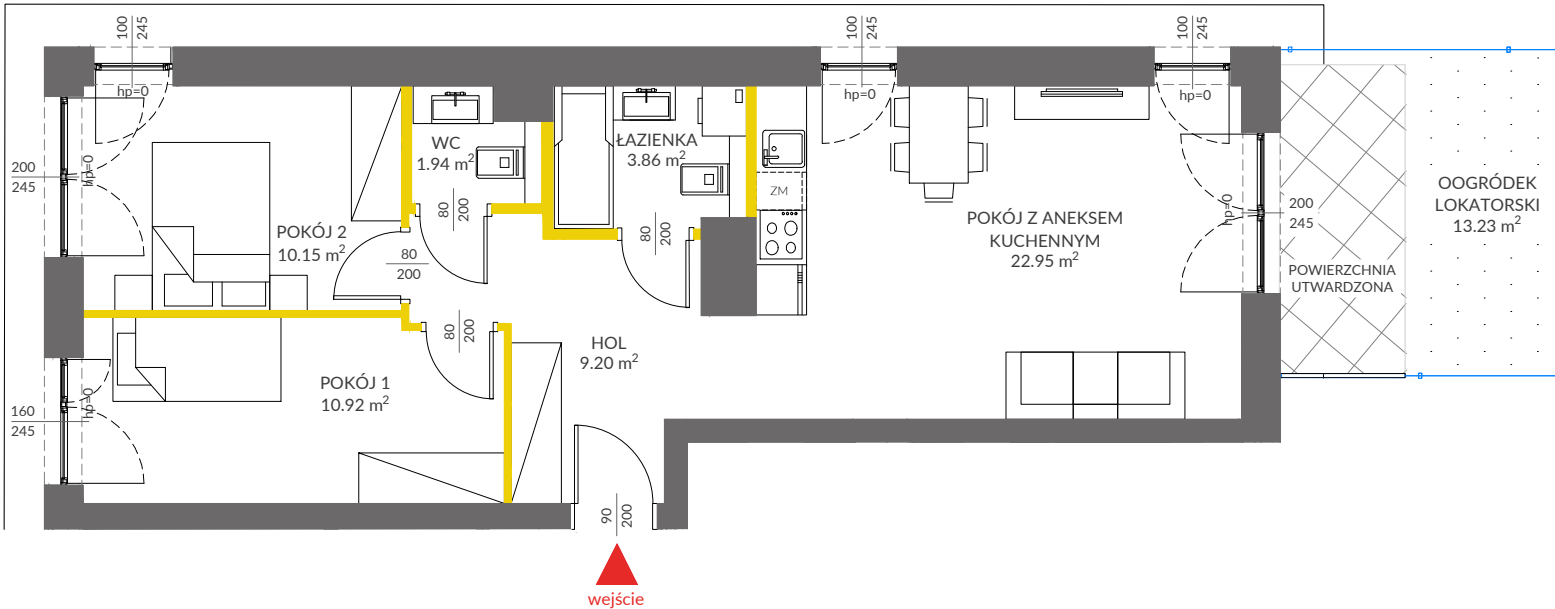 100
245
100
245
100
245
hp=0
hp=0
hp=0
WC
1.94 m²
ŁAZIENKA
3.86 m²
200
245
hp=0
ZM
80
200
80
200
POKÓJ Z ANEKSEM
KUCHENNYM
22.95 m²
hp=0
200
245
OOGRÓDEK
LOKATORSKI
13.23 m²
POKÓJ 2
10.15 m²
80
200
POWIERZCHNIA
UTWARDZONA
80
200
HOL
9.20 m²
POKÓJ 1
10.92 m²
160
245
hp=0
90
200
wejście